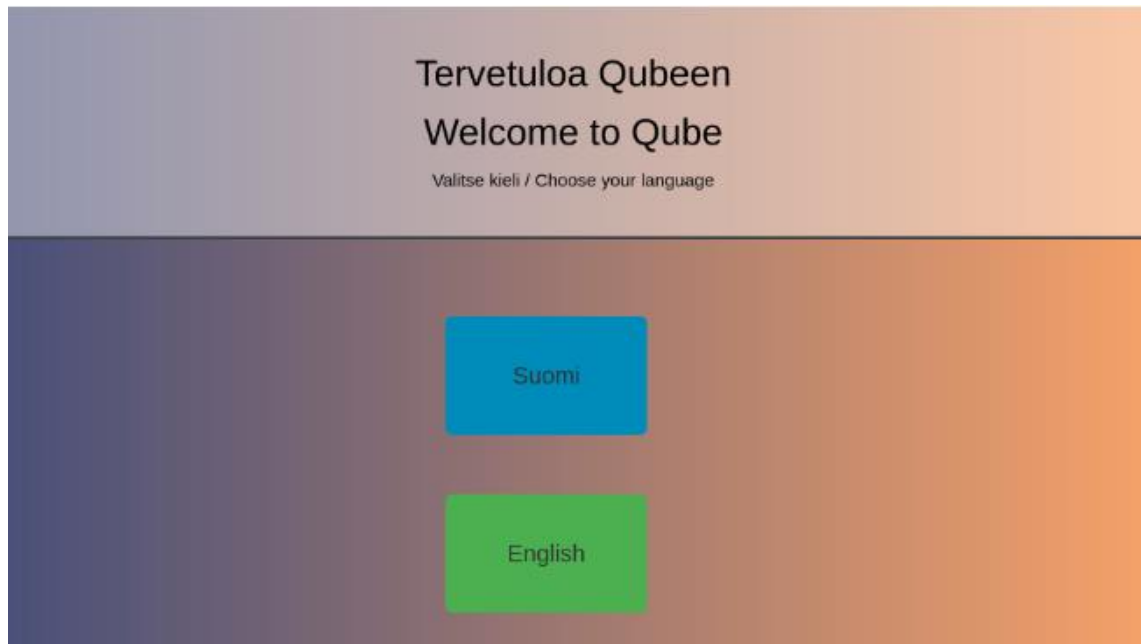 Tervetuloa Qubeen
Welcome to Qube
Valitse kieli / Choose your language
Suomi
English